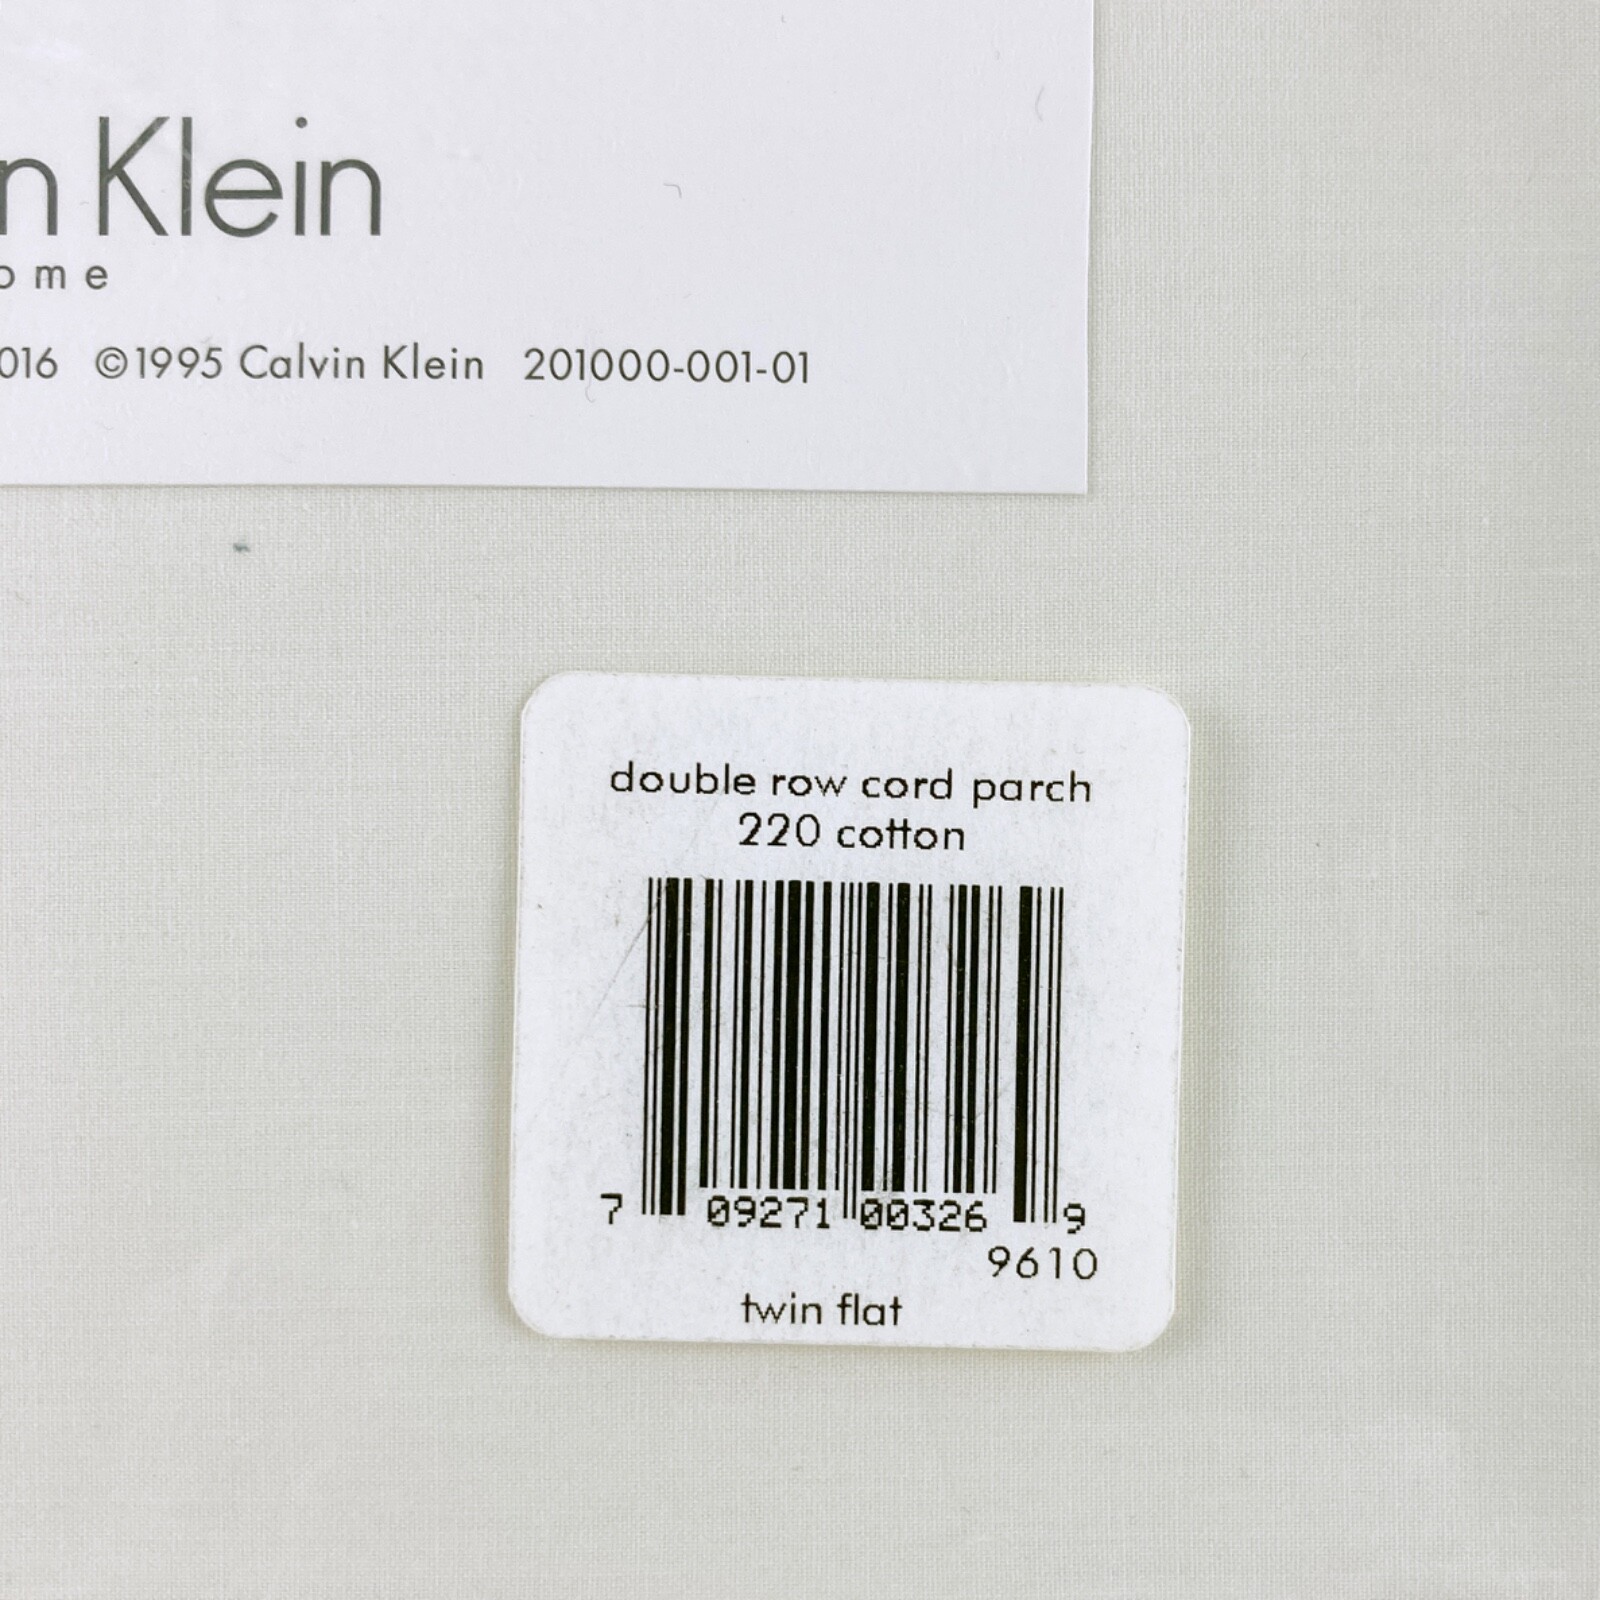 n Klein
ome
016 ©1995 Calvin Klein 201000-001-01
double row cord parch
220 cotton
7 09271 00326 9
9610
twin flat